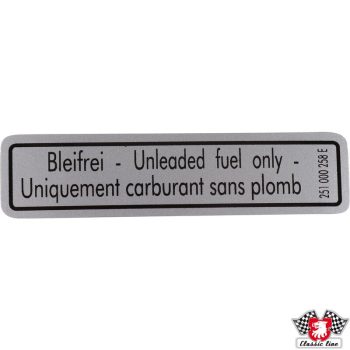 Bleifrei - Unleaded fuel only -
Uniquement carburant sans plomb
251 000 258 E
Classic line